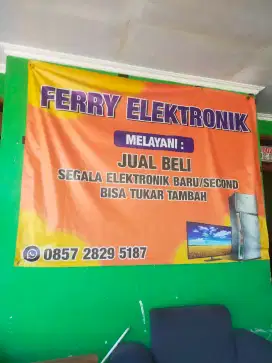 FERRY ELEKTRONIK
MELAYANI :
JUAL BELI
SEGALA ELEKTRONIK BARU/SECOND
BISA TUKAR TAMBAH
0857 2829 5187